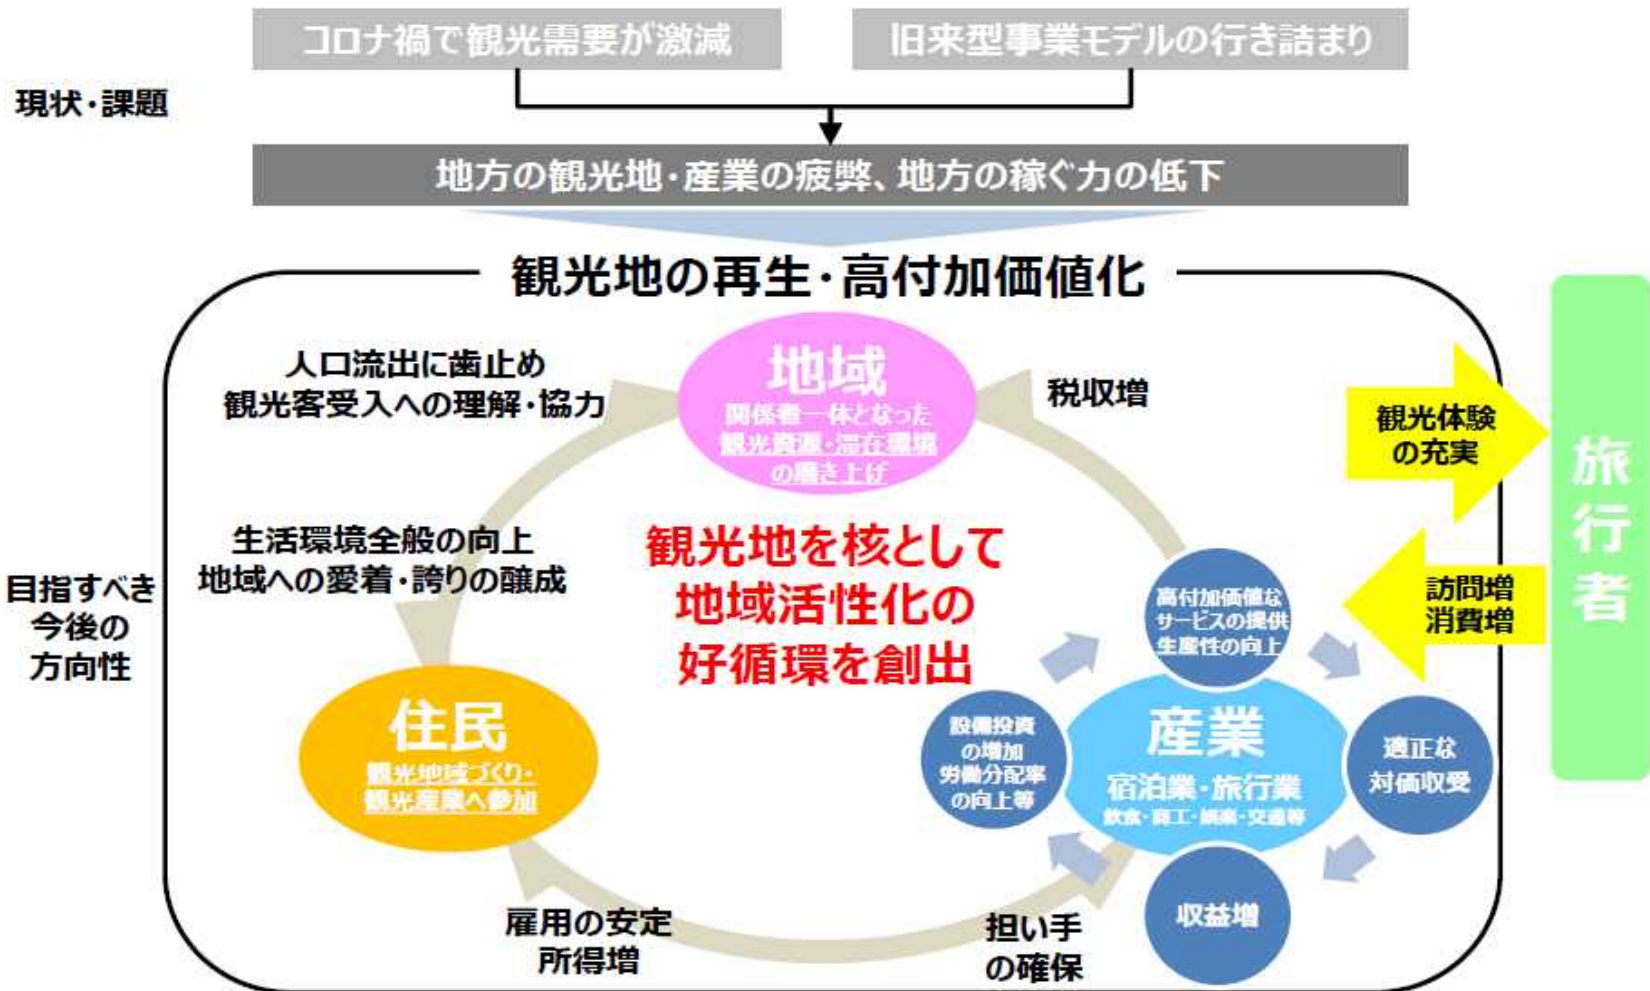 コロナ禍で観光需要が激減
旧来型事業モデルの行き詰まり
現状・課題
地方の観光地・産業の疲弊、地方の稼ぐ力の低下
観光地の再生・高付加価値化
地域
関係者一体となった
観光資源・滞在環境
の磨き上げ
人口流出に歯止め
観光客受入への理解・協力
税収増
観光体験
の充実
旅行者
生活環境全般の向上
地域への愛着・誇りの醸成
観光地を核として
地域活性化の
好循環を創出
目指すべき
今後の
方向性
高付加価値な
サービスの提供
生産性の向上
訪問増
消費増
住民
観光地域づくり・
観光産業へ参加
設備投資
の増加
労働分配率
の向上等
産業
宿泊業・旅行業
飲食・商工・娯楽・交通等
適正な
対価収受
収益増
雇用の安定
所得増
担い手
の確保